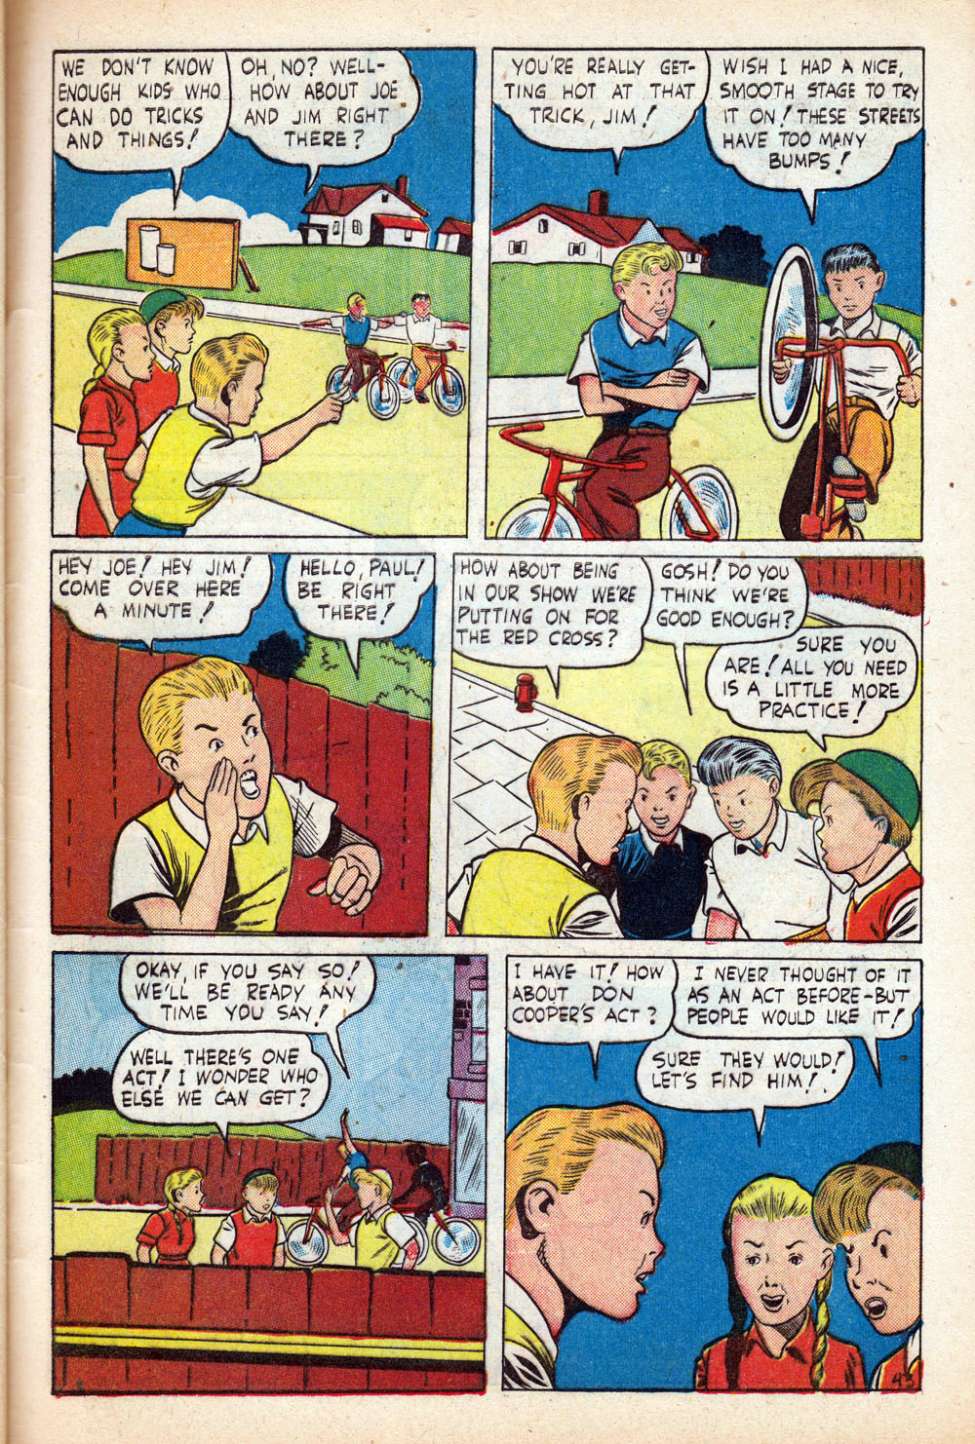 WE DON'T KNOW
ENOUGH KIDS WHO
CAN DO TRICKS
AND THINGS!
OH, NO? WELL-
HOW ABOUT JOE
AND JIM RIGHT
THERE?
YOU'RE REALLY GET-
TING HOT AT THAT
TRICK, JIM!
WISH I HAD A NICE,
SMOOTH STAGE TO TRY
IT ON! THESE STREETS
HAVE TOO MANY
BUMPS!
HEY JOE! HEY JIM!
COME OVER HERE
A MINUTE!
HELLO, PAUL!
BE RIGHT
THERE!
HOW ABOUT BEING
IN OUR SHOW WE'RE
PUTTING ON FOR
THE RED CROSS?
GOSH! DO YOU
THINK WE'RE
GOOD ENOUGH?
SURE YOU
ARE! ALL YOU NEED
IS A LITTLE MORE
PRACTICE!
OKAY, IF YOU SAY SO!
WE'LL BE READY ANY
TIME YOU SAY!
WELL THERE'S ONE
ACT! I WONDER WHO
ELSE WE CAN GET?
I HAVE IT! HOW
ABOUT DON
COOPER'S ACT?
I NEVER THOUGHT OF IT
AS AN ACT BEFORE-BUT
PEOPLE WOULD LIKE IT!
SURE THEY WOULD!
LET'S FIND HIM!
43